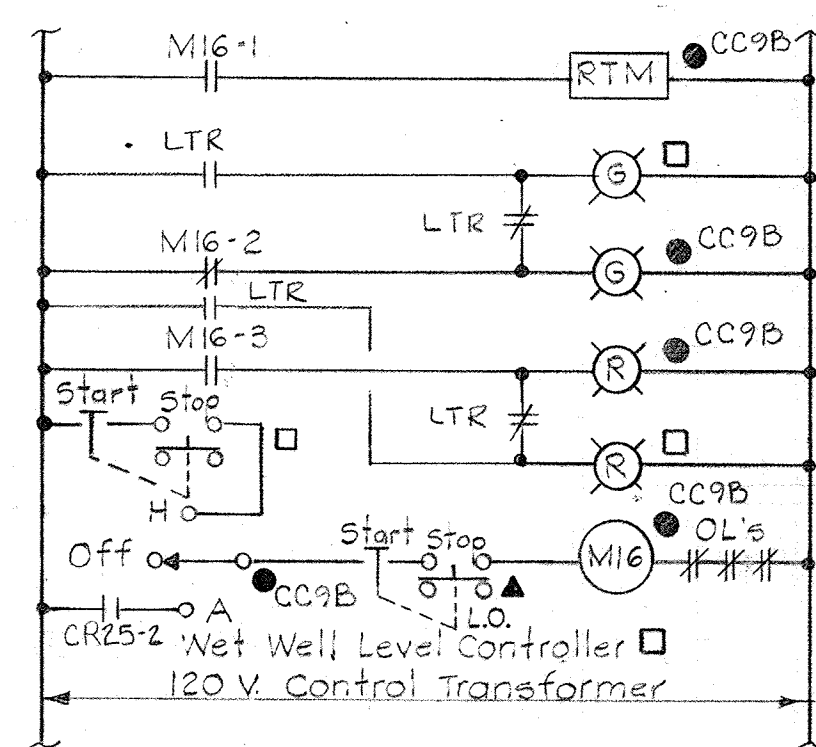 M16-1
CC9B
RTM
LTR
G
LTR
M16-2
CC9B
G
LTR
M16-3
CC9B
R
Start Stop
LTR
R
H
CC9B
Off
Start Stop
M16
OL's
CC9B
A
L.O.
CR25-2
Wet Well Level Controller
120 V. Control Transformer